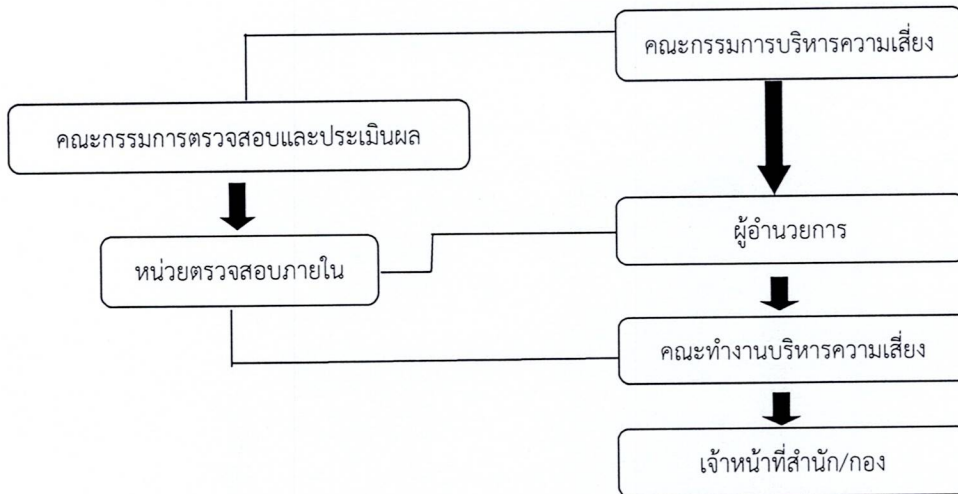 คณะกรรมการบริหารความเสี่ยง
คณะกรรมการตรวจสอบและประเมินผล
ผู้อำนวยการ
หน่วยตรวจสอบภายใน
คณะทำงานบริหารความเสี่ยง
เจ้าหน้าที่สำนัก/กอง